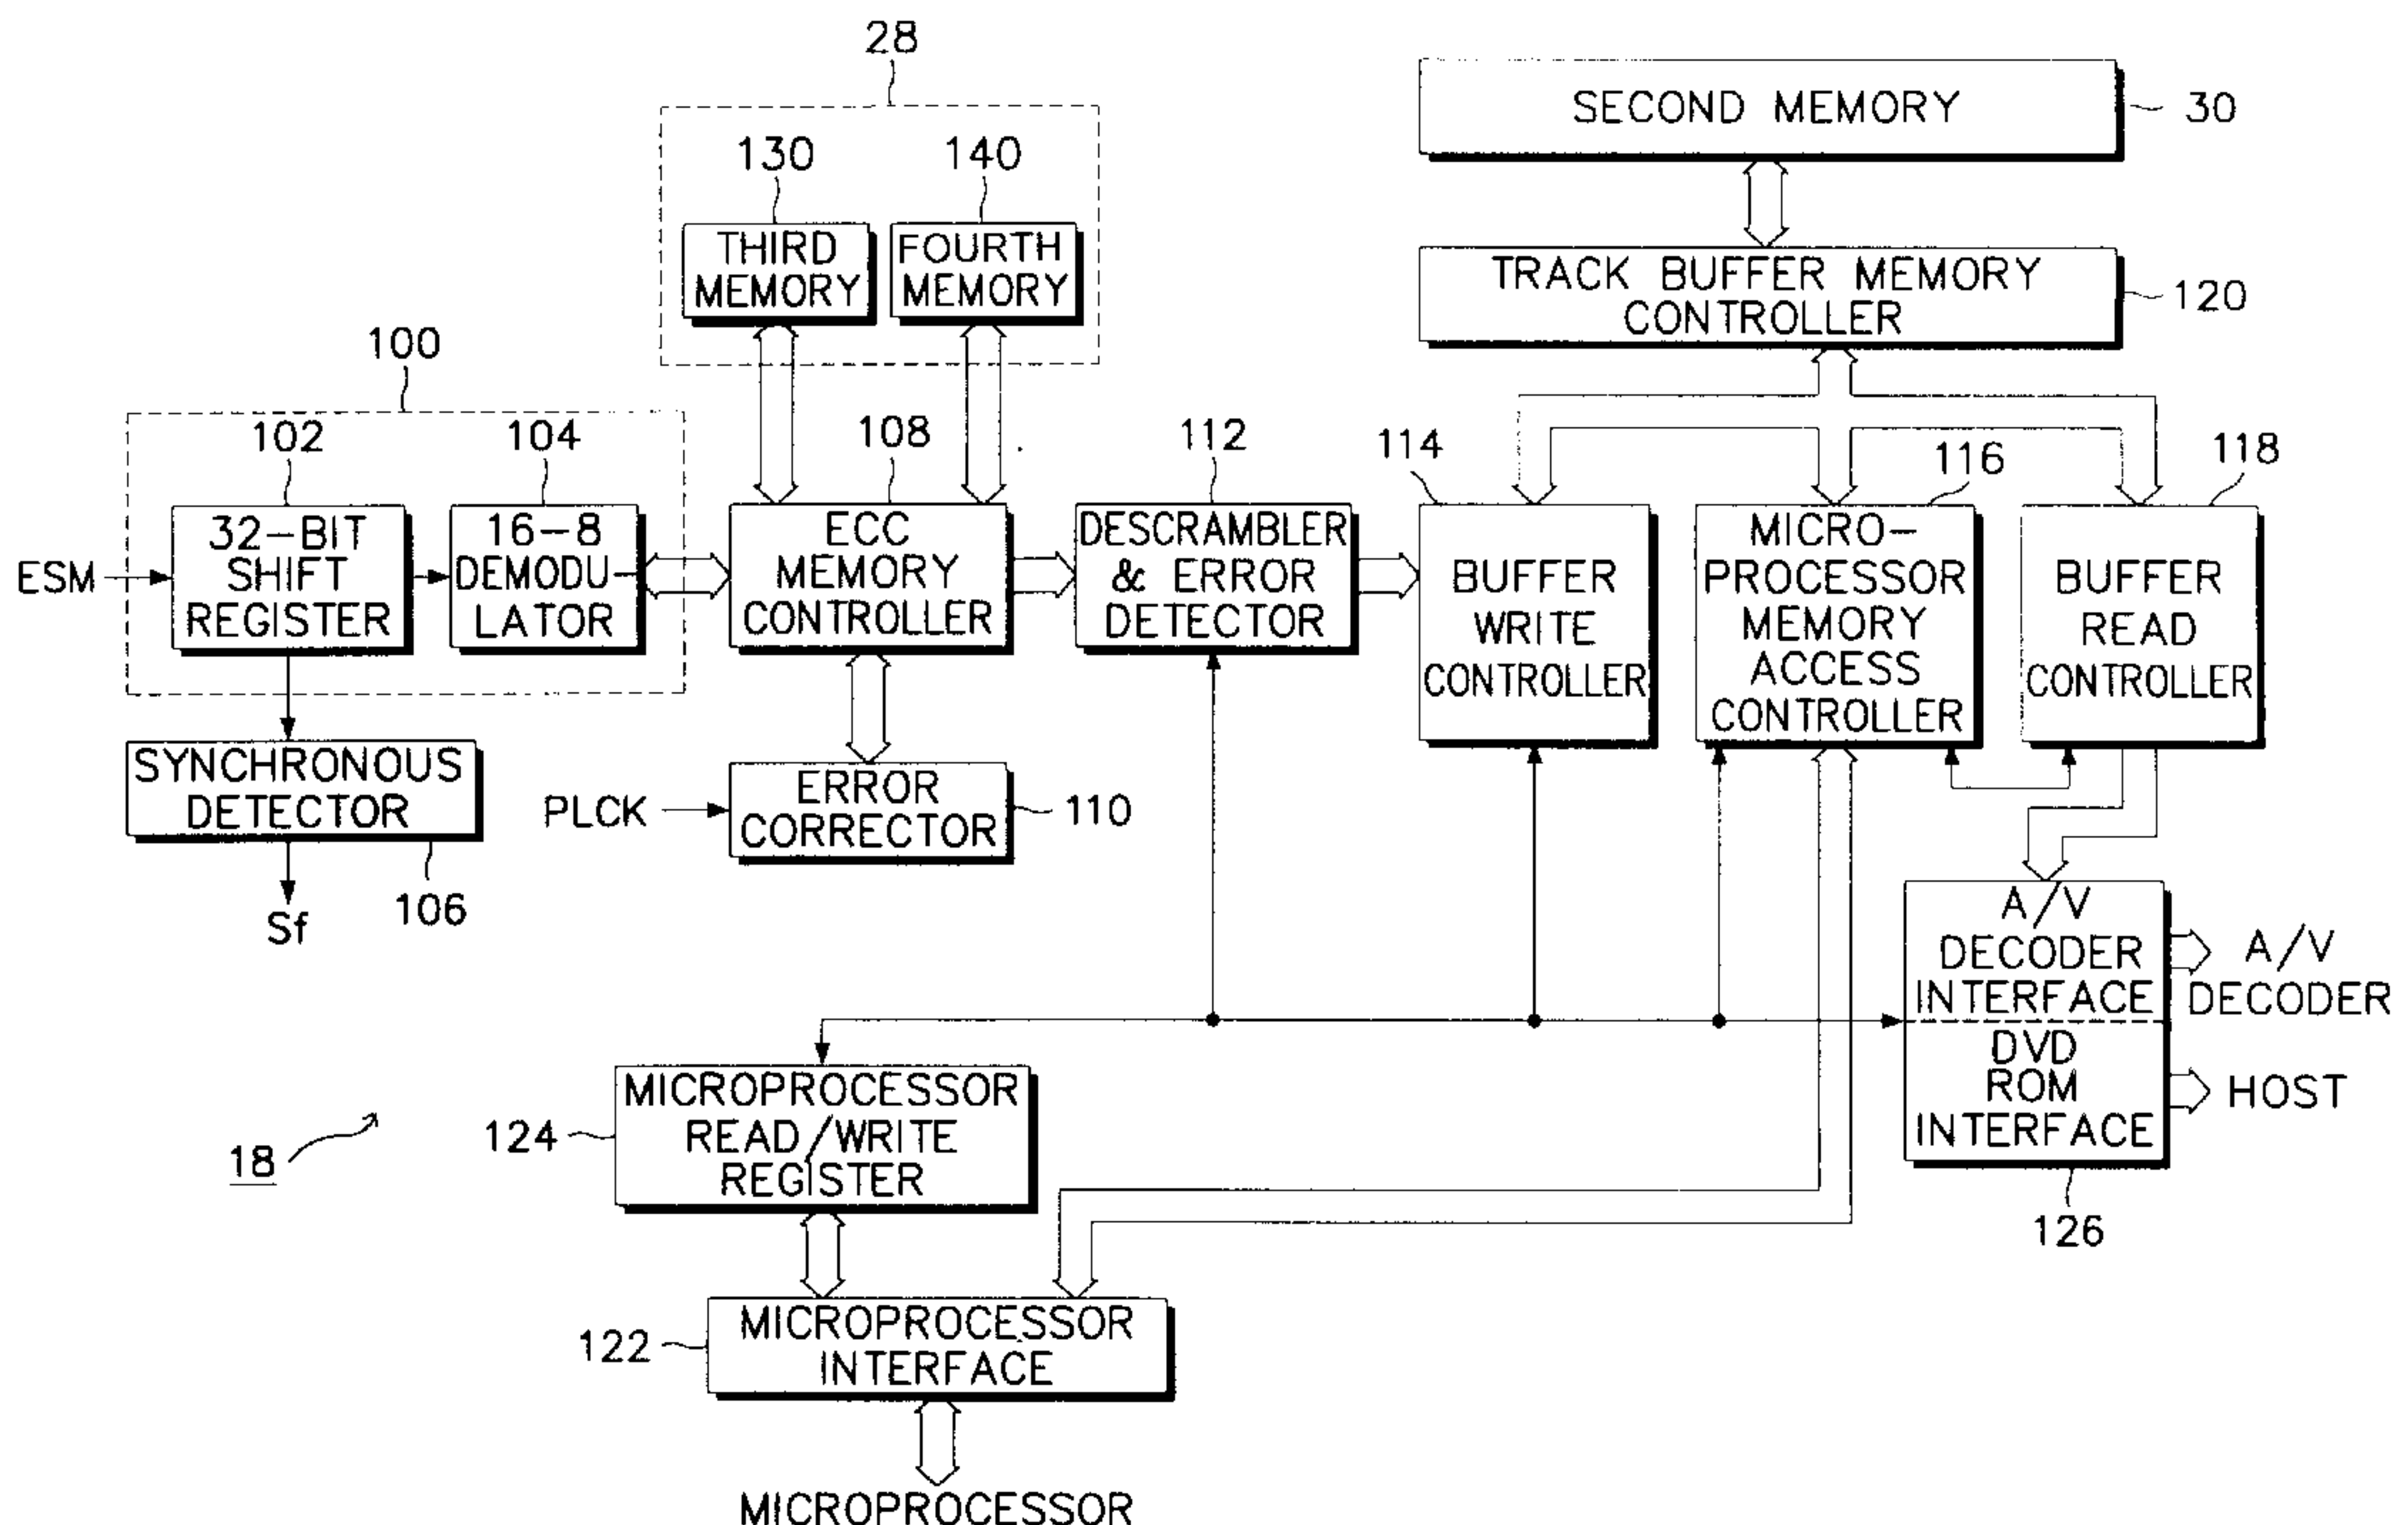 28
SECOND MEMORY
30
130
140
THIRD
MEMORY
FOURTH
MEMORY
TRACK BUFFER MEMORY
CONTROLLER
120
100
102
104
108
112
114
116
118
ESM
32-BIT
SHIFT
REGISTER
16-8
DEMODU-
LATOR
ECC
MEMORY
CONTROLLER
DESCRAMBLER
& ERROR
DETECTOR
BUFFER
WRITE
CONTROLLER
MICRO-
PROCESSOR
MEMORY
ACCESS
CONTROLLER
BUFFER
READ
CONTROLLER
SYNCHRONOUS
DETECTOR
106
Sf
PLCK
ERROR
CORRECTOR
110
A/V
DECODER
INTERFACE
A/V
DECODER
DVD
ROM
INTERFACE
HOST
126
MICROPROCESSOR
READ/WRITE
REGISTER
124
18
MICROPROCESSOR
INTERFACE
122
MICROPROCESSOR